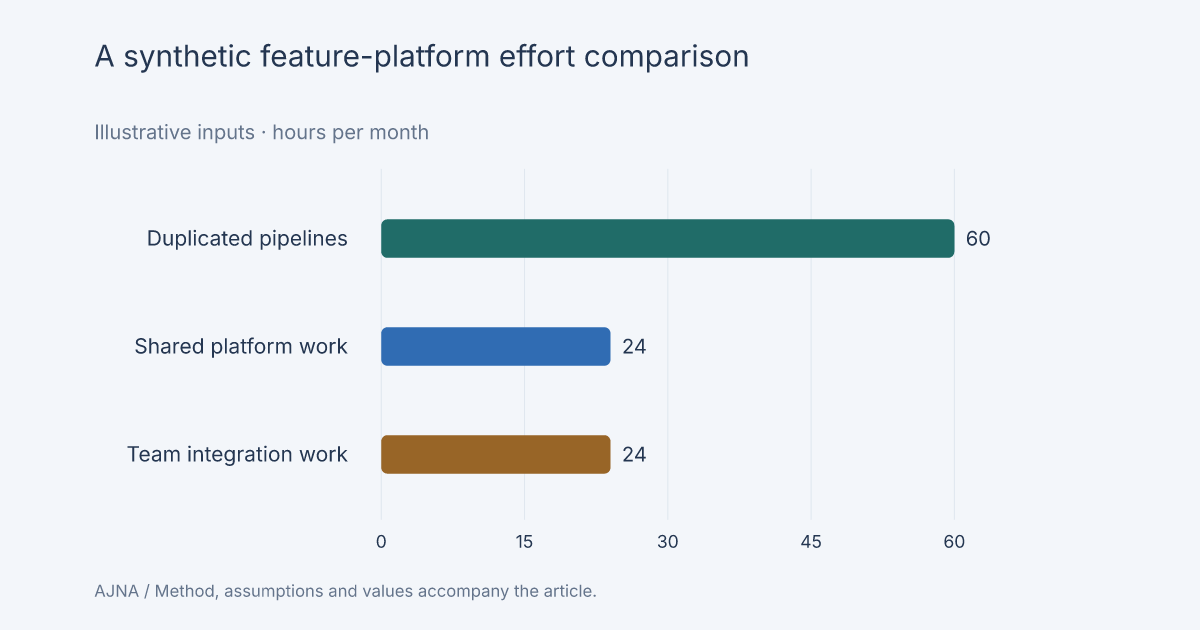 A synthetic feature-platform effort comparison
Illustrative inputs · hours per month
Duplicated pipelines 60
Shared platform work 24
Team integration work 24
0 15 30 45 60
AJNA / Method, assumptions and values accompany the article.